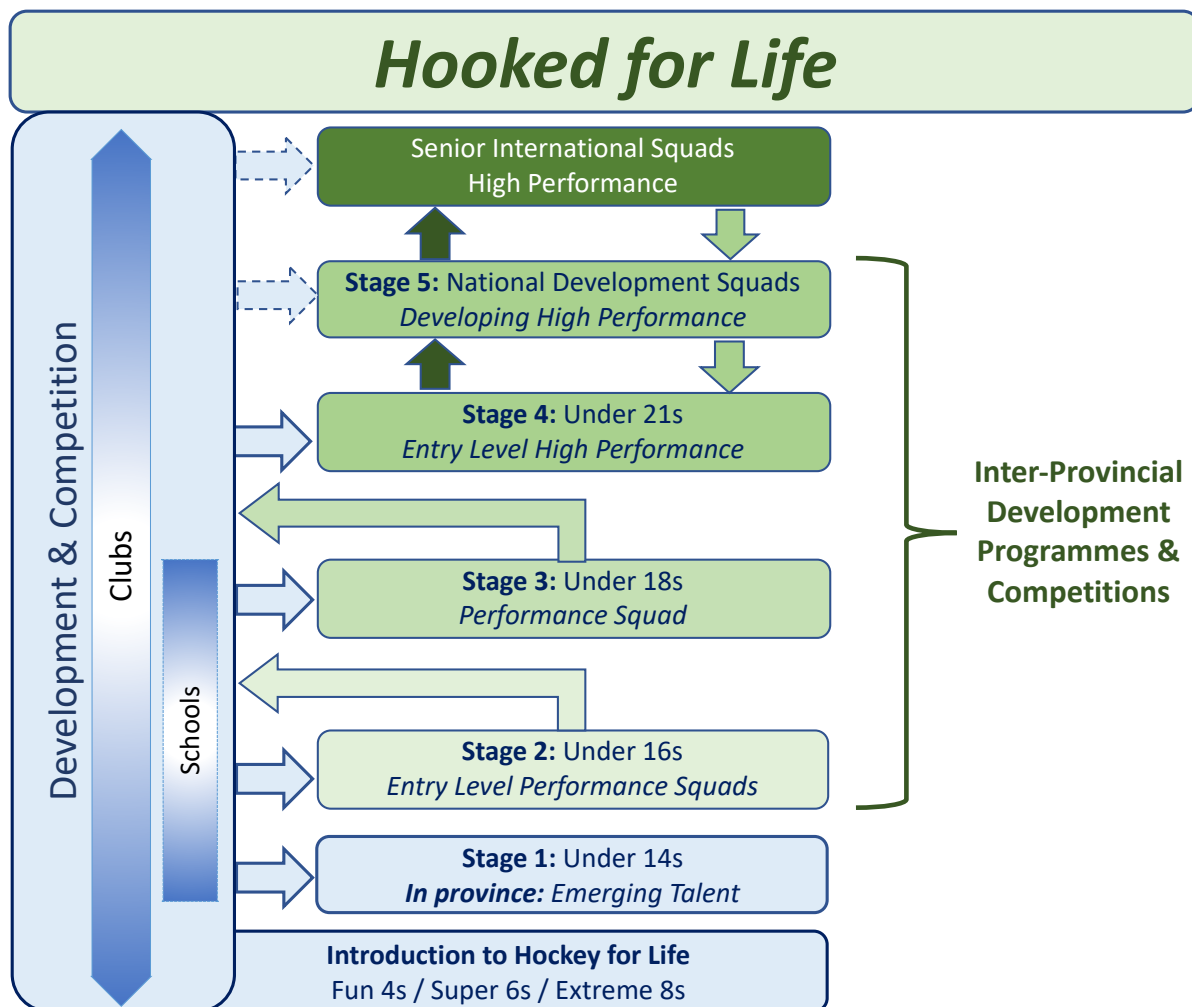 Hooked for Life
Development & Competition
Clubs
Schools
Senior International Squads
High Performance
Stage 5: National Development Squads
Developing High Performance
Stage 4: Under 21s
Entry Level High Performance
Stage 3: Under 18s
Performance Squad
Stage 2: Under 16s
Entry Level Performance Squads
Stage 1: Under 14s
In province: Emerging Talent
Introduction to Hockey for Life
Fun 4s / Super 6s / Extreme 8s
Inter-Provincial
Development
Programmes &
Competitions